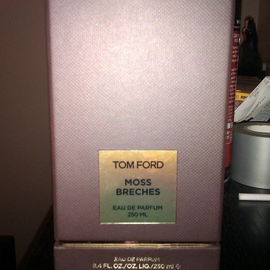 TOM FORD
MOSS
BRECHES
EAU DE PARFUM
250 ML
EAU DE PARFUM
8.4 FL. OZ./OZ. LIQ./250 ml ℮